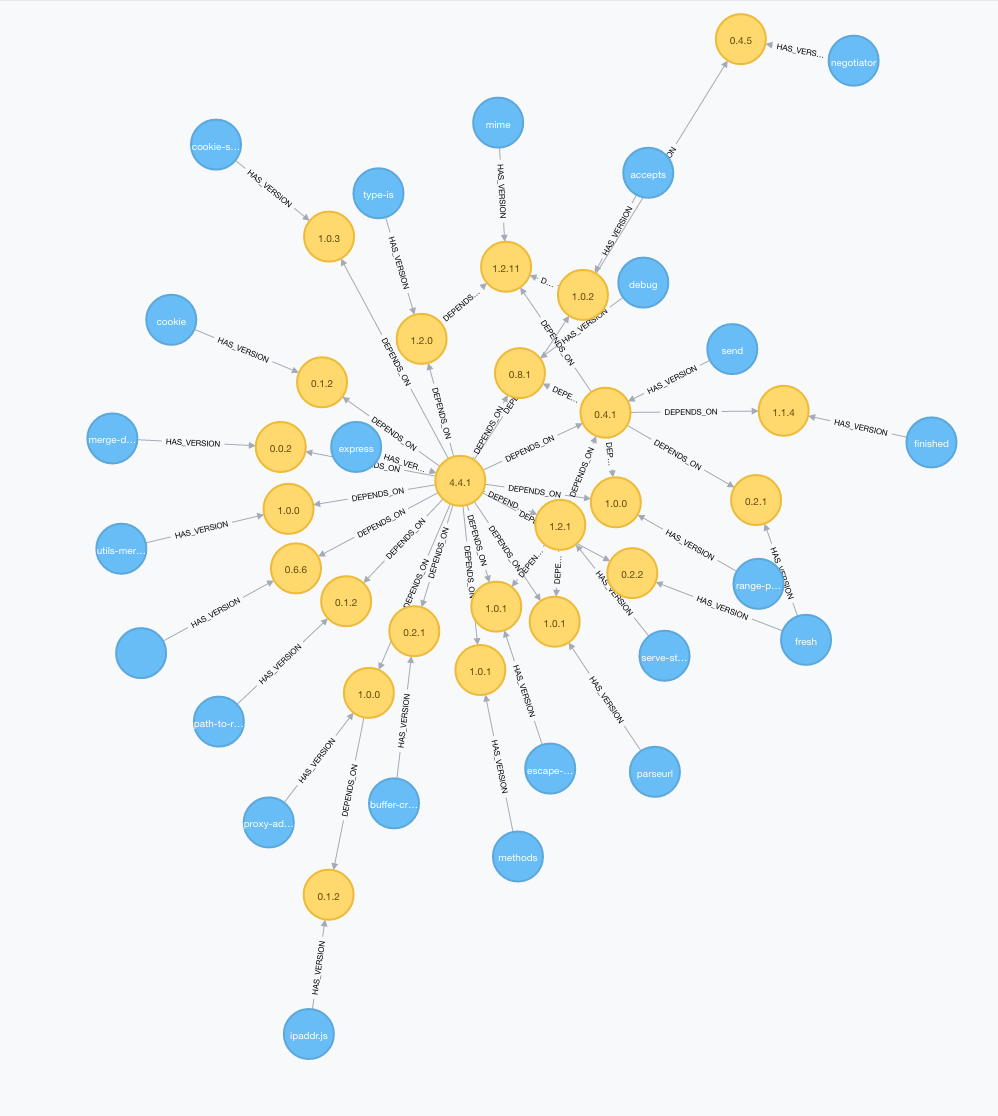 0.4.5
HAS_VERS...
negotiator
mime
cookie-s...
ON
accepts
HAS_VERSION
HAS_VERSION
type-is
HAS_VERSION
1.0.3
HAS_VERSION
1.2.11
D...
1.0.2
debug
DEPENDS...
cookie
HAS_VERSION
1.2.0
DEPENDS_ON
HAS_VERSION
send
DEPENDS_ON
HAS_VERSION
0.1.2
0.8.1
HAS_VERSION
DEPE...
DEPENDS_ON
DEPENDS_ON
0.4.1
DEPENDS_ON
1.1.4
HAS_VERSION
finished
merge-d...
HAS_VERSION
0.0.2
express
DEPENDS_ON
HAS_VER...
DS_ON
DEPENDS_ON
DEPENDS_ON
DEP...
DEPENDS_ON
4.4.1
DEPENDS_ON
DEPENDS_ON
DEPENDS_ON
1.0.0
DEPEND
1.0.0
0.2.1
utils-mer...
HAS_VERSION
DEPENDS_ON
DEPENDS_ON
1.2.1
HAS_VERSION
0.6.6
DEPENDS_ON
DEPENDS_ON
DEPENDS_ON
DEPENDS_ON
DEPEN...
DEPE...
0.2.2
HAS_VERSION
range-p...
HAS_VERSION
0.1.2
DEPENDS_ON
HAS_VERSION
HAS_VERSION
1.0.1
1.0.1
0.2.1
fresh
serve-st...
path-to-r...
HAS_VERSION
1.0.0
1.0.1
HAS_VERSION
HAS_VERSION
HAS_VERSION
HAS_VERSION
DEPENDS_ON
HAS_VERSION
escape-...
parseurl
proxy-ad...
buffer-cr...
methods
0.1.2
HAS_VERSION
ipaddr.js